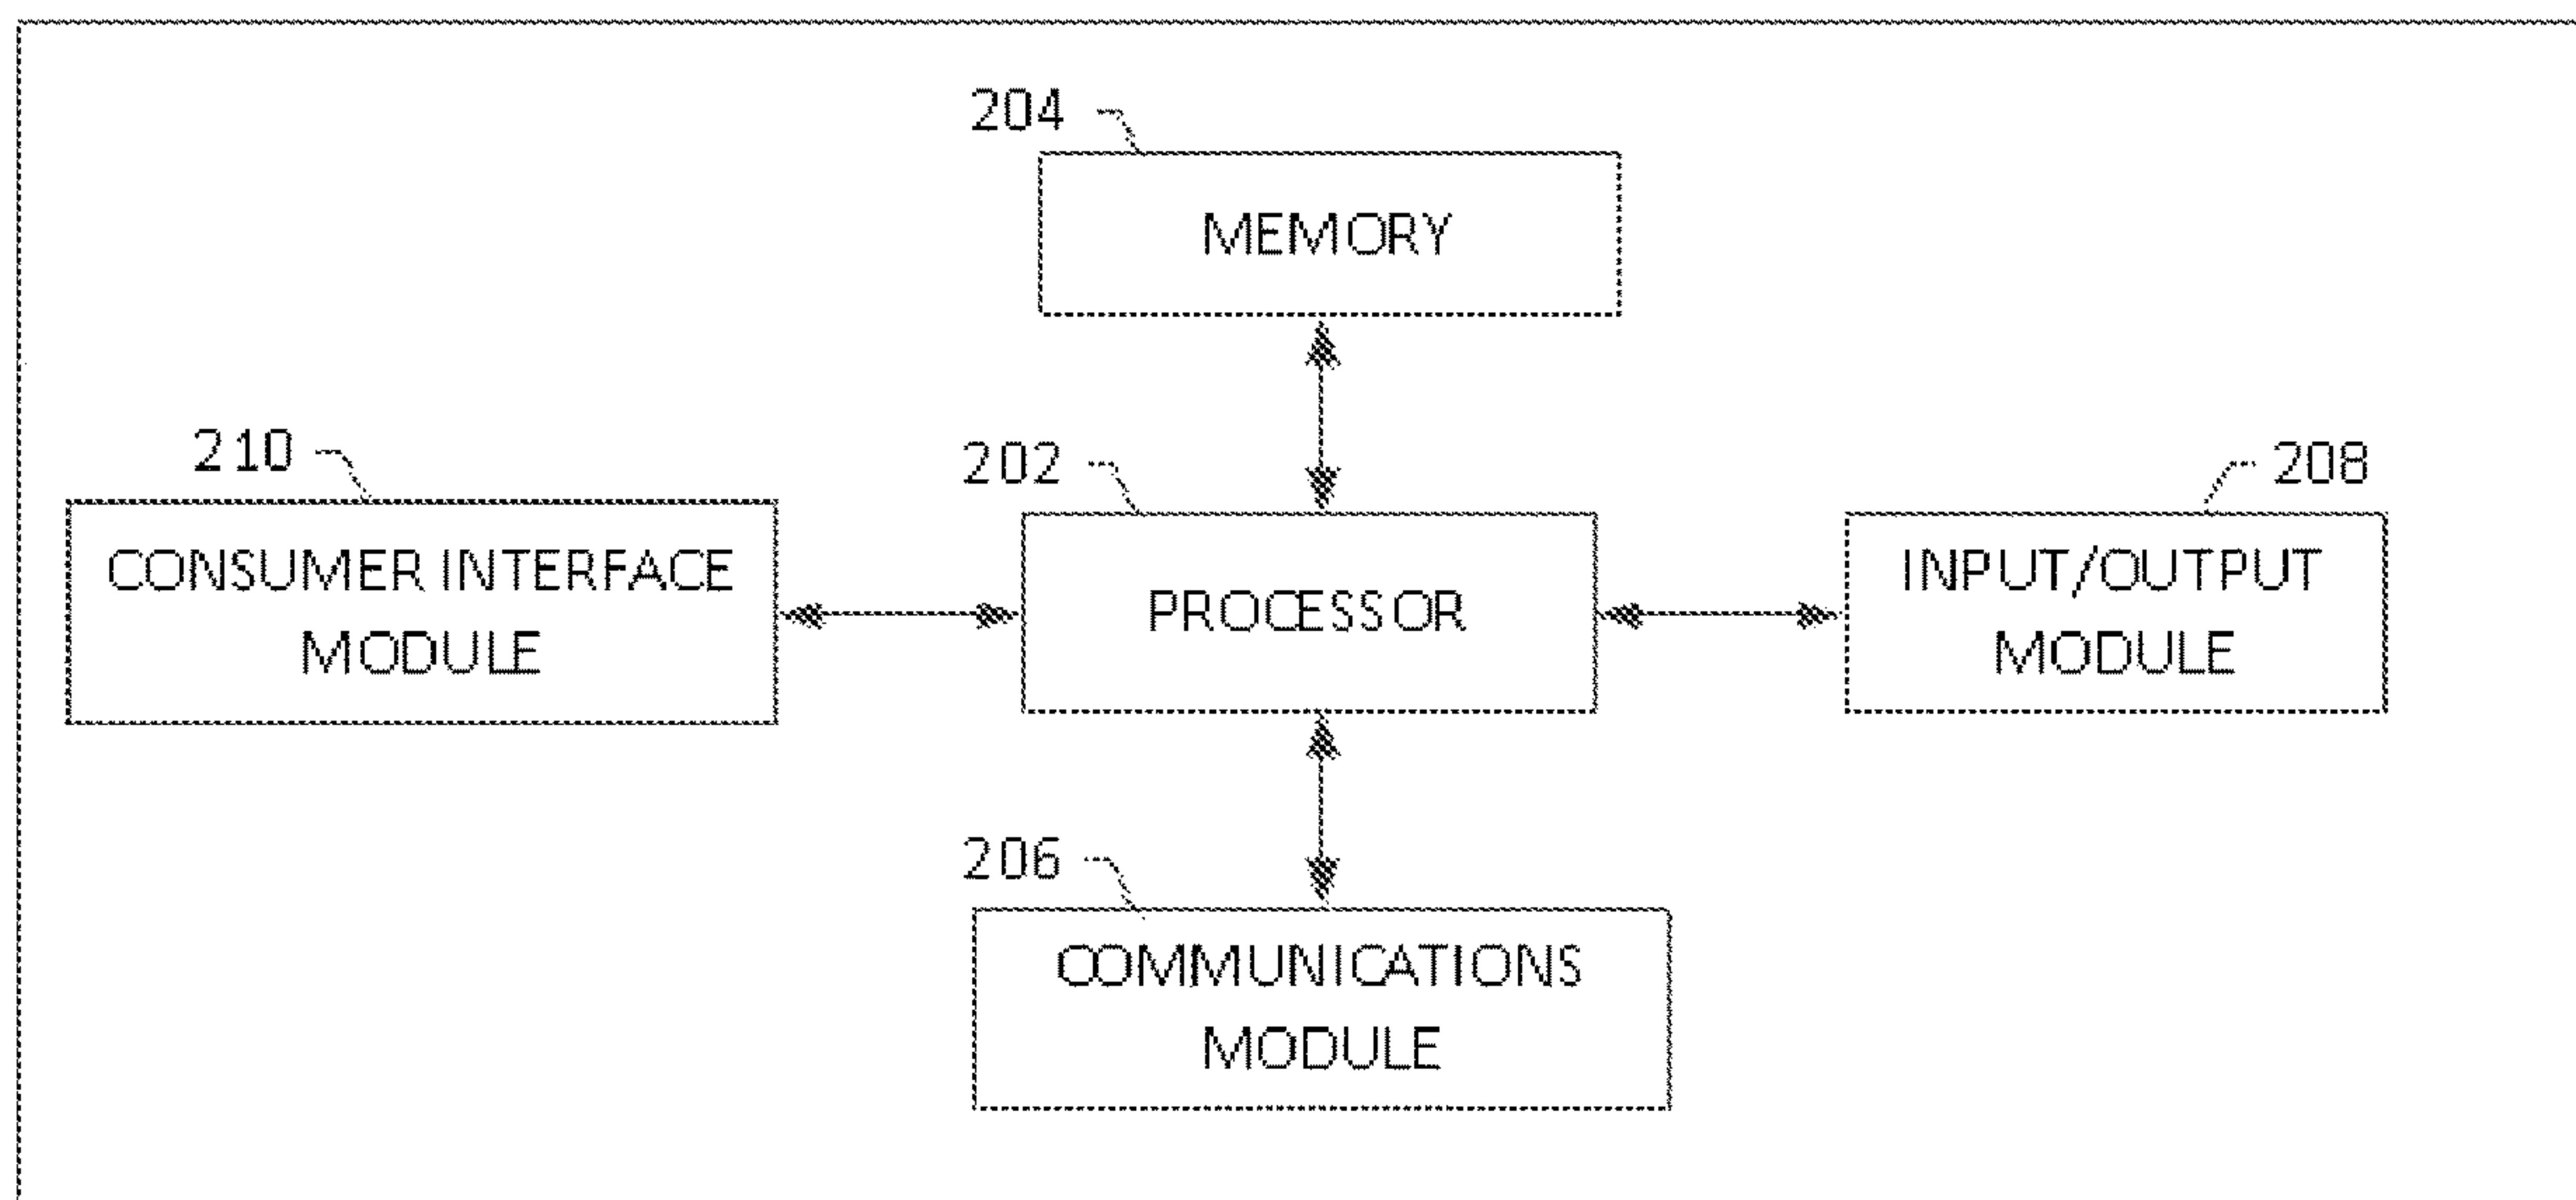 204
MEMORY
210
202
208
CONSUMER INTERFACE
MODULE
PROCESSOR
INPUT/OUTPUT
MODULE
206
COMMUNICATIONS
MODULE